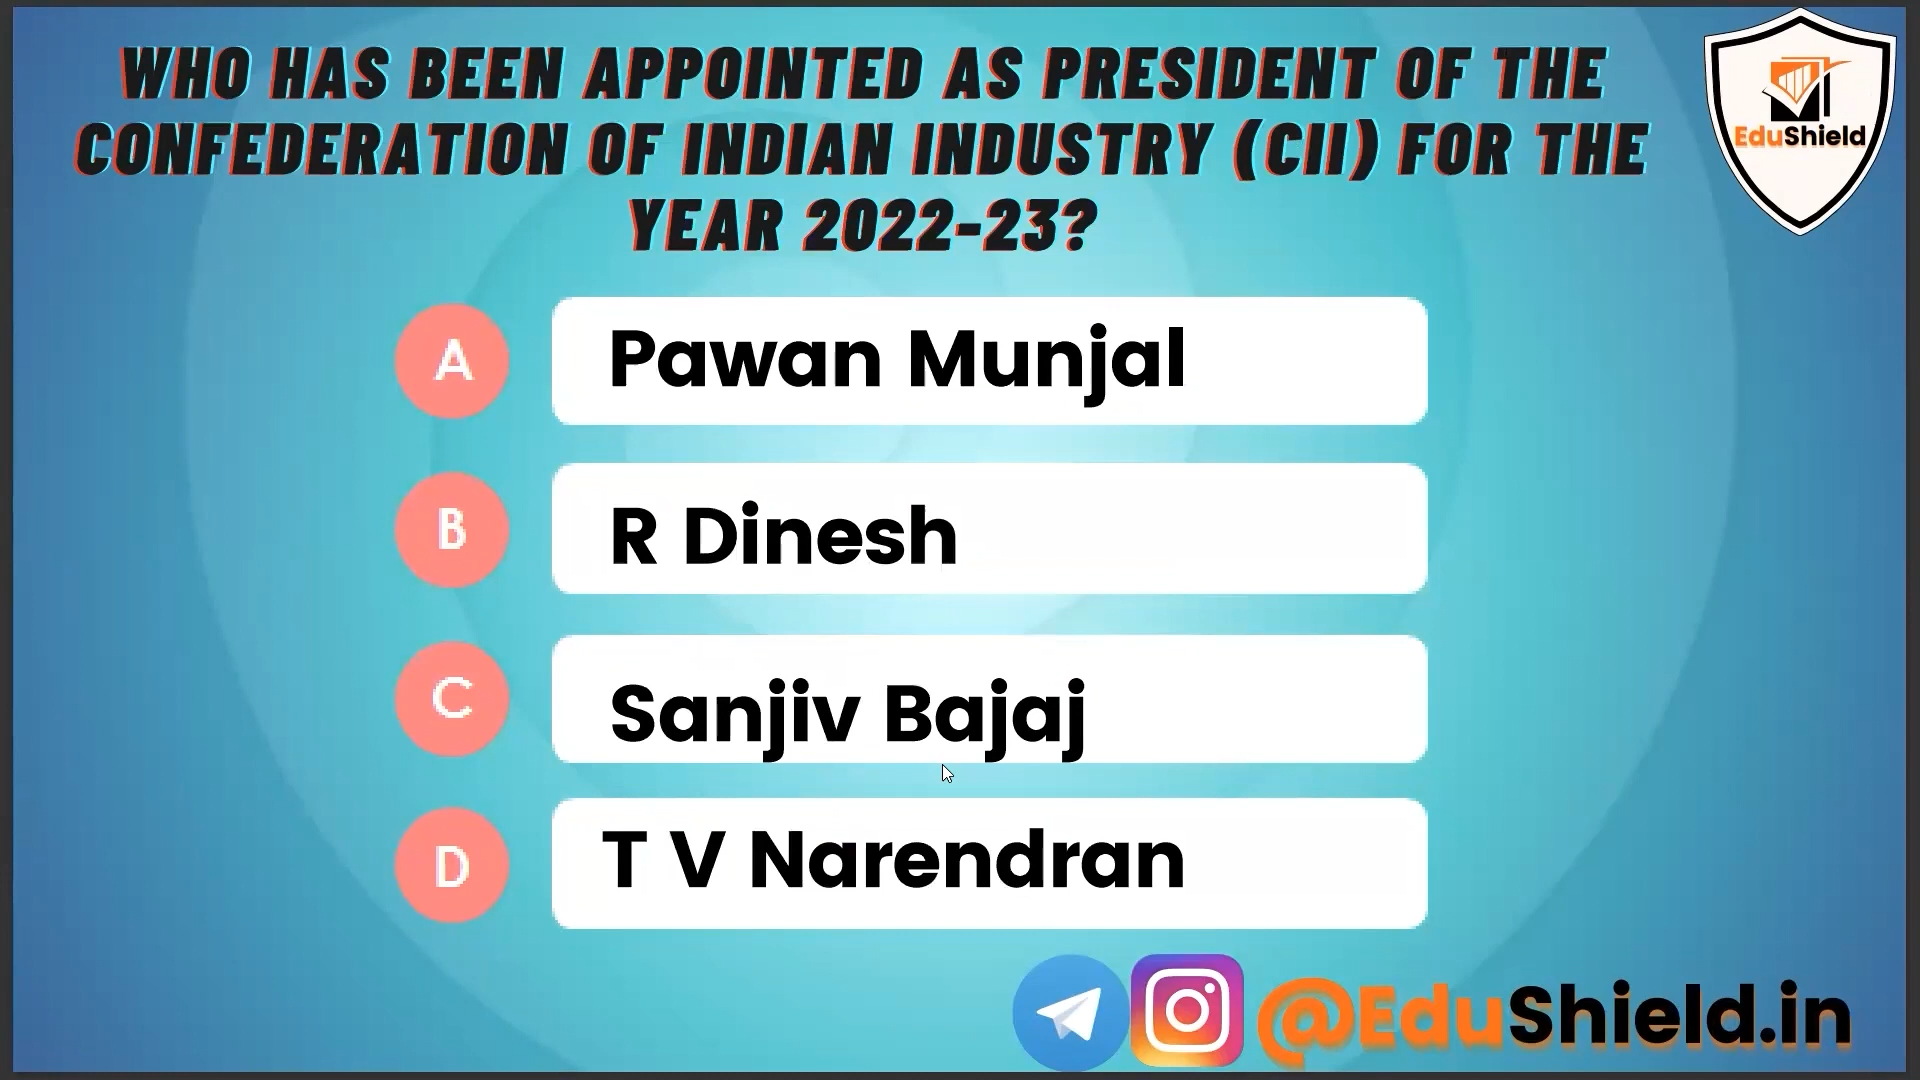 WHO HAS BEEN APPOINTED AS PRESIDENT OF THE
CONFEDERATION OF INDIAN INDUSTRY (CII) FOR THE
YEAR 2022-23?
EduShield
A
Pawan Munjal
B
R Dinesh
C
Sanjiv Bajaj
D
T V Narendran
@EduShield.in